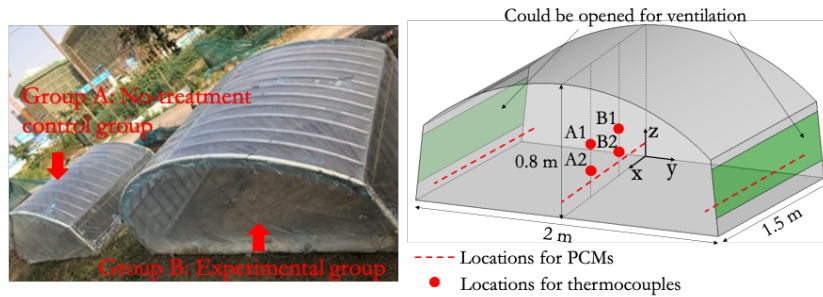 Group A: No-treatment
control group
Group B: Experimental group
Could be opened for ventilation
A1
B1
A2
B2
z
y
x
0.8 m
2 m
1.5 m
Locations for PCMs
Locations for thermocouples